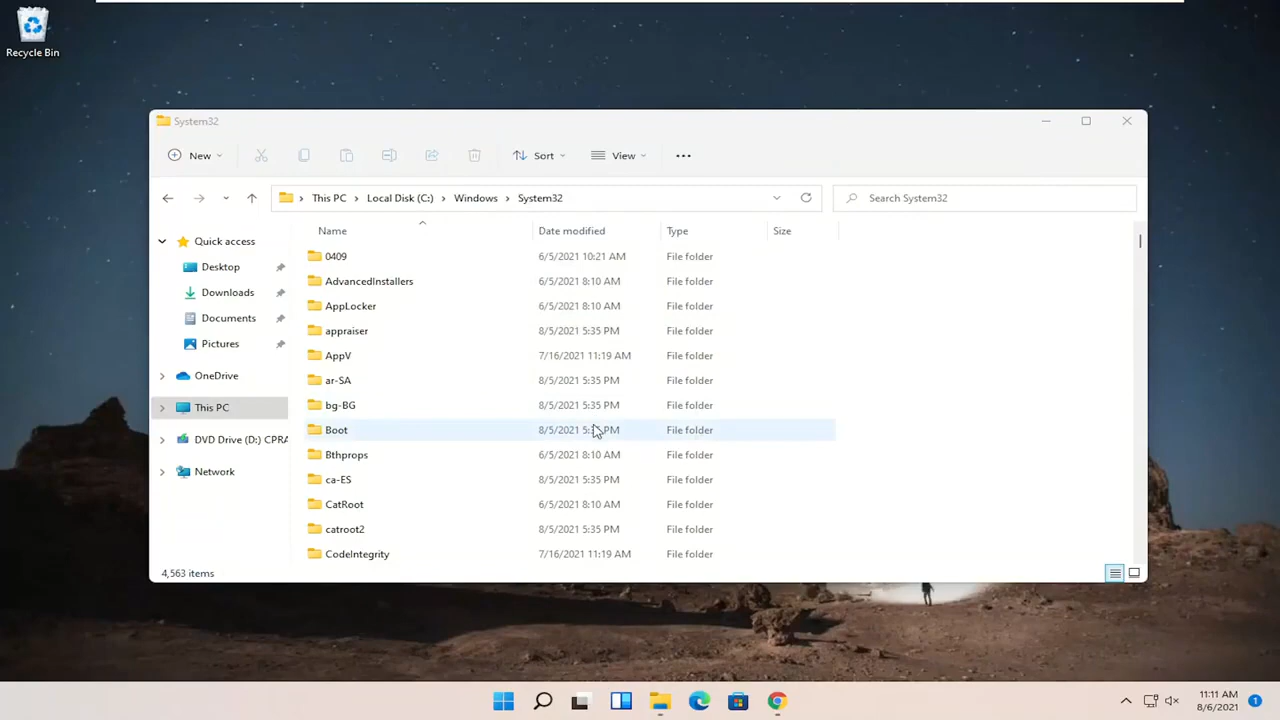 Recycle Bin
System32
New
Sort
View
This PC
Local Disk (C:)
Windows
System32
Search System32
Name
Date modified
Type
Size
Quick access
Desktop
Downloads
Documents
Pictures
OneDrive
This PC
DVD Drive (D:) CPRA
Network
0409 6/5/2021 10:21 AM File folder
AdvancedInstallers 6/5/2021 8:10 AM File folder
AppLocker 6/5/2021 8:10 AM File folder
appraiser 8/5/2021 5:35 PM File folder
AppV 7/16/2021 11:19 AM File folder
ar-SA 8/5/2021 5:35 PM File folder
bg-BG 8/5/2021 5:35 PM File folder
Boot 8/5/2021 PM File folder
Bthprops 6/5/2021 8:10 AM File folder
ca-ES 8/5/2021 5:35 PM File folder
CatRoot 6/5/2021 8:10 AM File folder
catroot2 8/5/2021 5:35 PM File folder
CodeIntegrity 7/16/2021 11:19 AM File folder
4,563 items
11:11 AM
8/6/2021
1